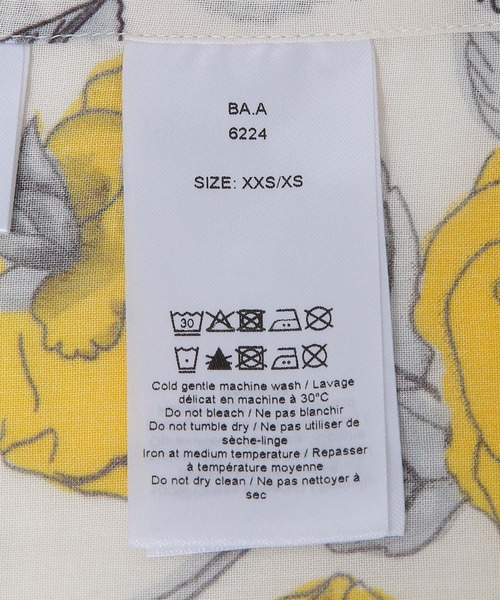 BA.A
6224
SIZE: XXS/XS
30
Cold gentle machine wash / Lavage
délicat en machine à 30°C
Do not bleach / Ne pas blanchir
Do not tumble dry / Ne pas utiliser de
sèche-linge
Iron at medium temperature / Repasser
à température moyenne
Do not dry clean / Ne pas nettoyer à
sec